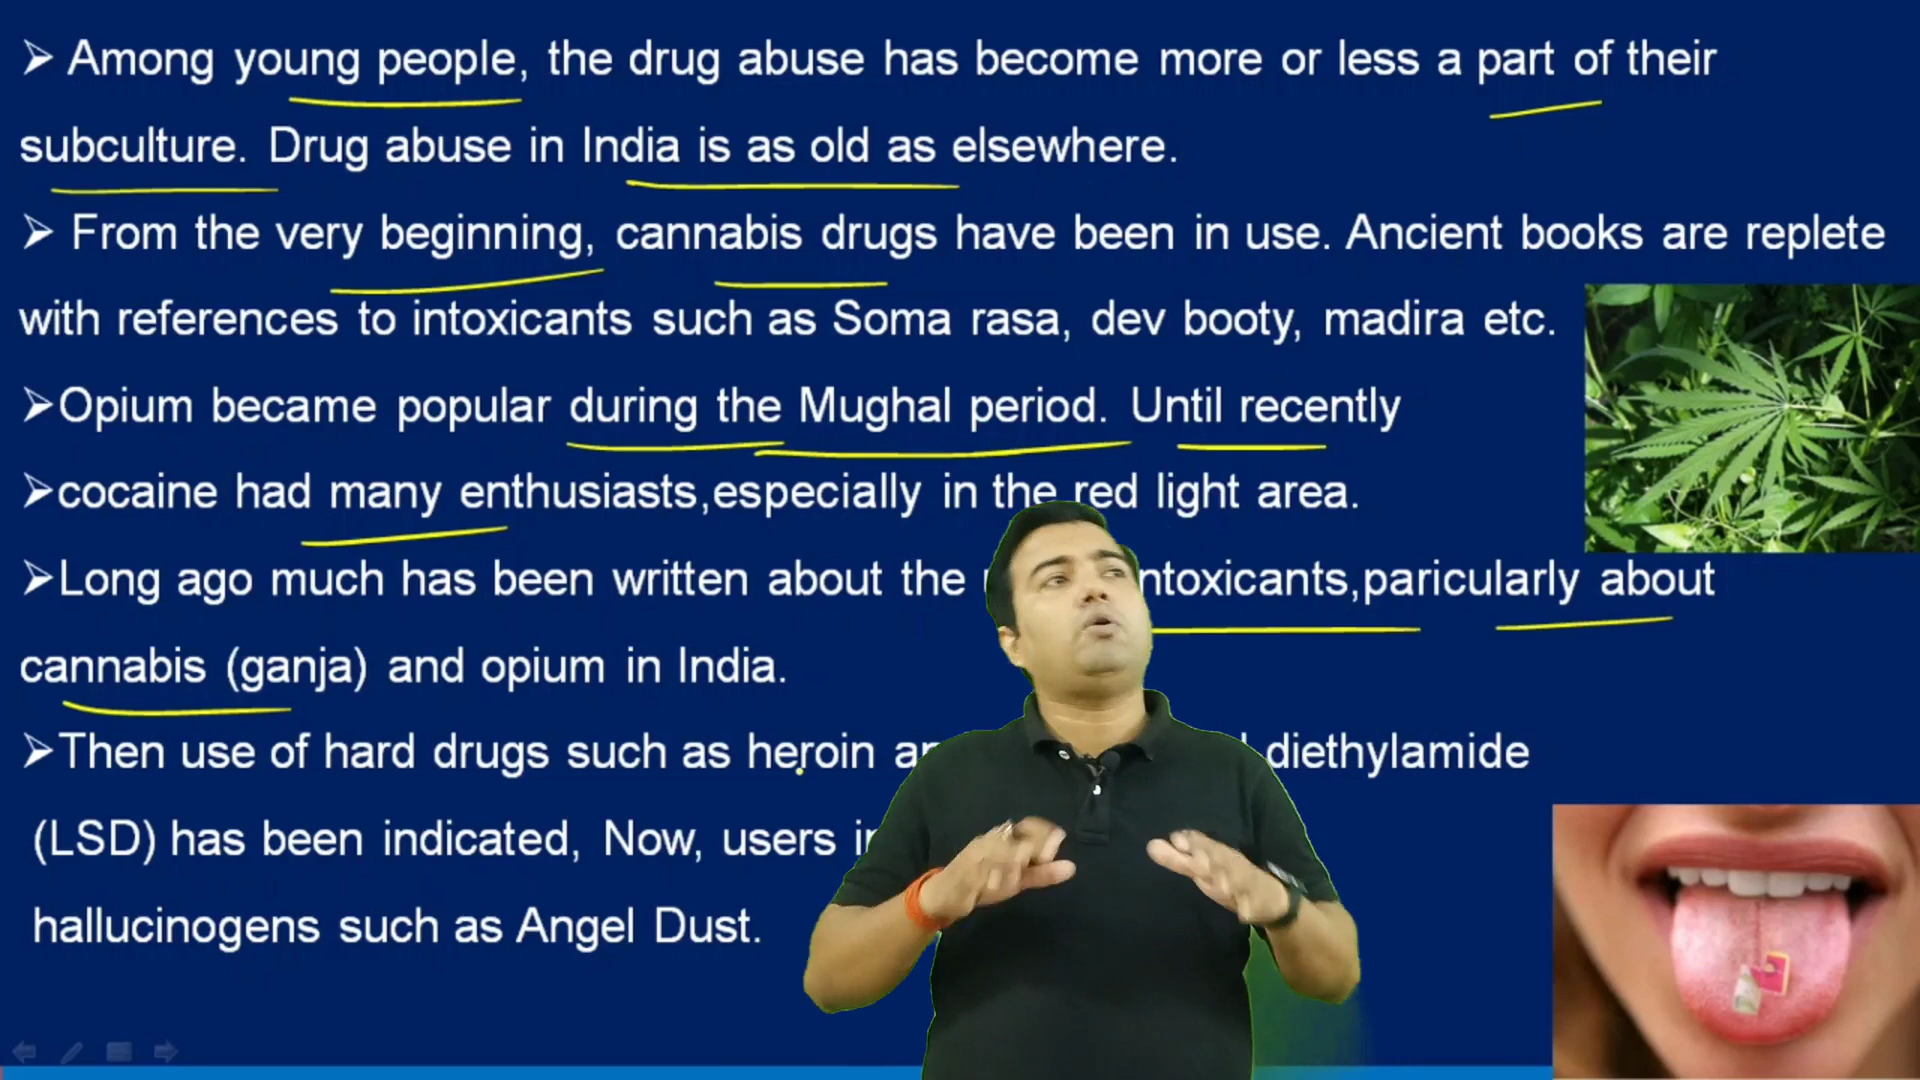 ➢ Among young people, the drug abuse has become more or less a part of their
subculture. Drug abuse in India is as old as elsewhere.
➢ From the very beginning, cannabis drugs have been in use. Ancient books are replete
with references to intoxicants such as Soma rasa, dev booty, madira etc.
➢Opium became popular during the Mughal period. Until recently
➢cocaine had many enthusiasts,especially in the red light area.
➢Long ago much has been written about the ntoxicants,paricularly about
cannabis (ganja) and opium in India.
➢Then use of hard drugs such as heroin diethylamide
(LSD) has been indicated, Now, users
hallucinogens such as Angel Dust.